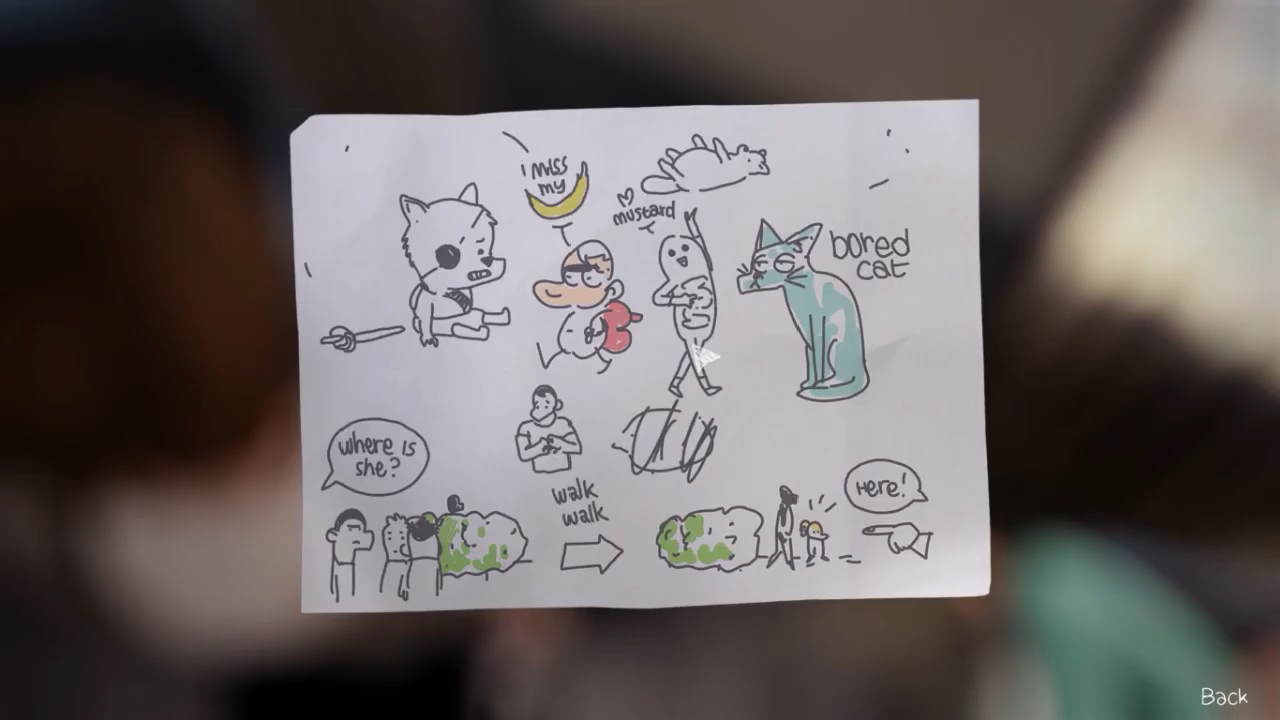 I miss
my
mustard
bored
cat
where is
she?
walk
walk
Here!
Back